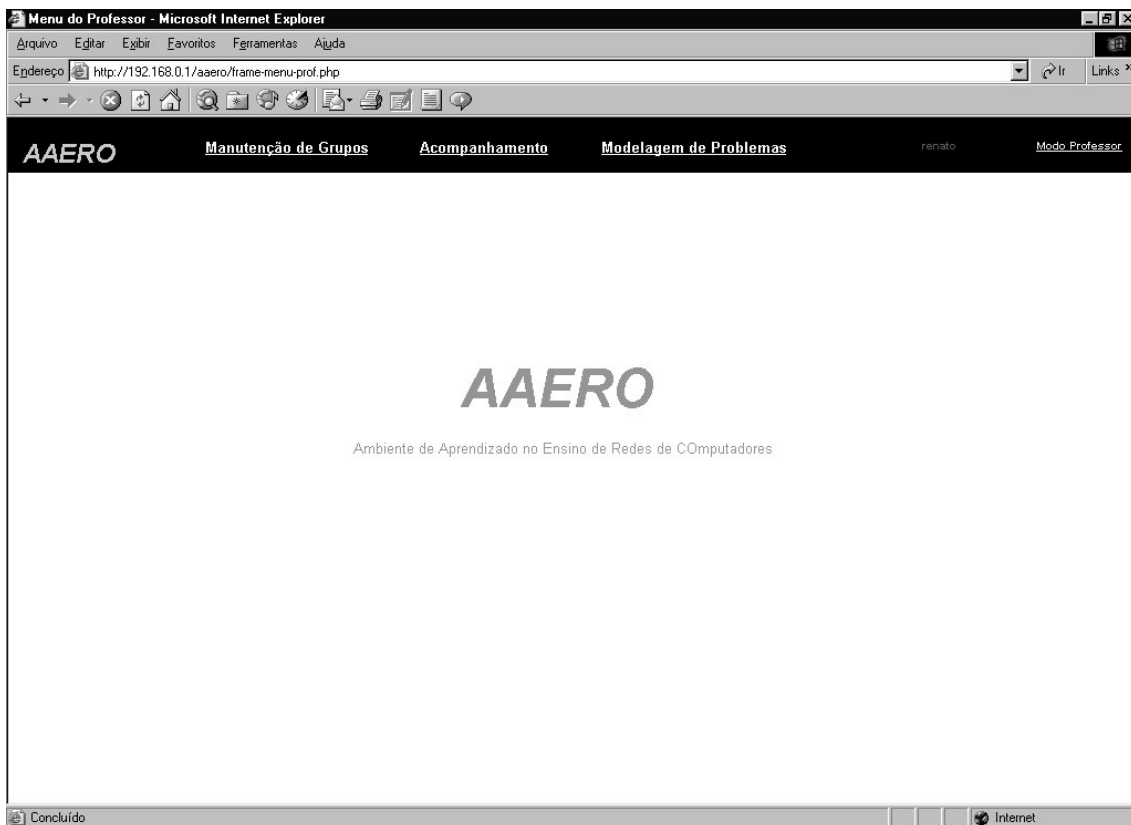 Menu do Professor - Microsoft Internet Explorer
Arquivo Editar Exibir Favoritos Ferramentas Ajuda
Endereço http://192.168.0.1/aaero/frame-menu-prof.php Ir Links »
AAERO Manutenção de Grupos Acompanhamento Modelagem de Problemas renato Modo Professor
AAERO
Ambiente de Aprendizado no Ensino de Redes de COmputadores
Concluído Internet